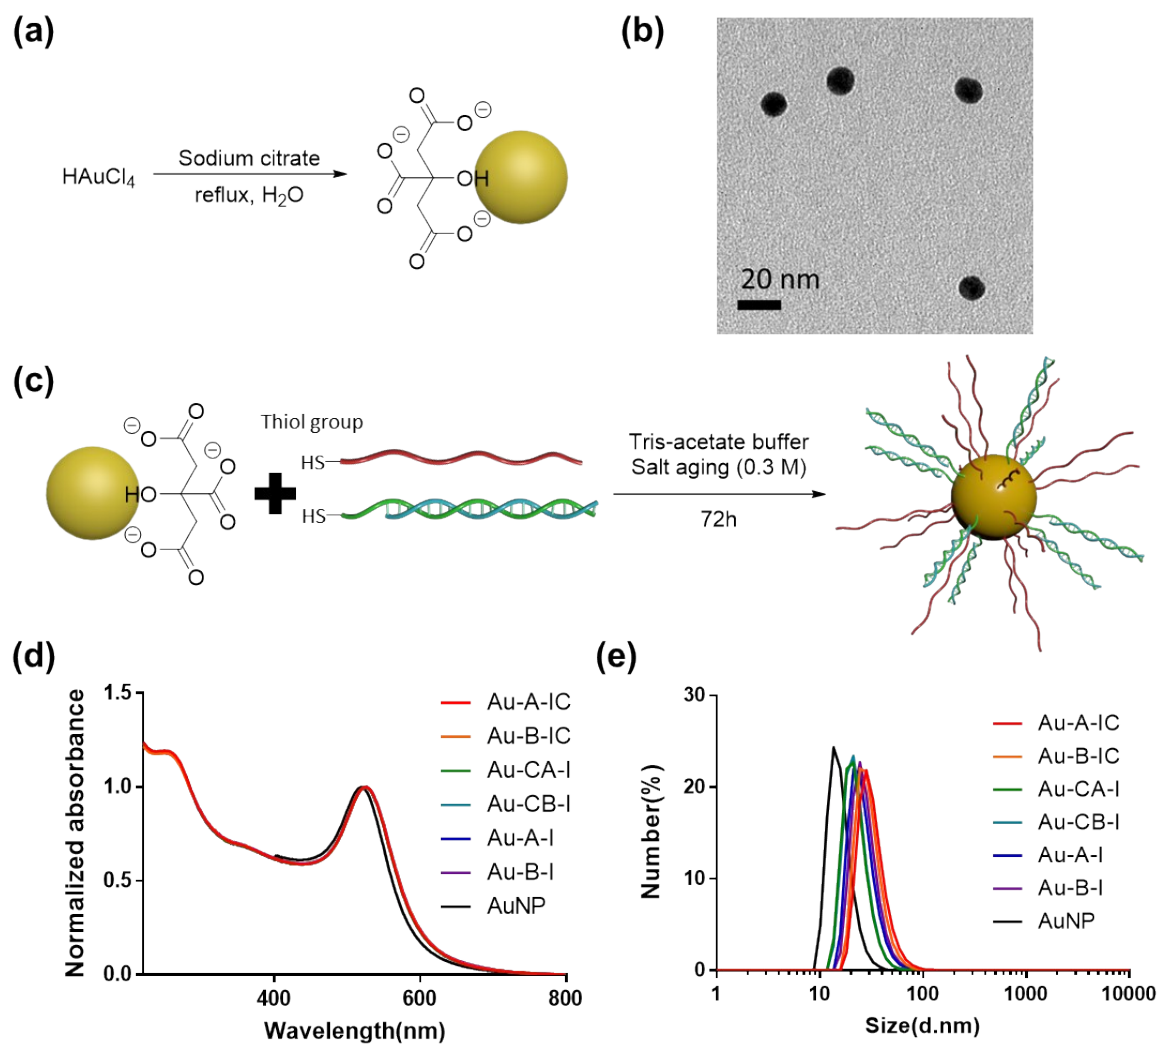 (a)
HAuCl4
Sodium citrate
reflux, H2O
O
O
O
O
OH
O
O
(b)
20 nm
(c)
O
O
O
HO
O
O
O
Thiol group
HS
HS
Tris-acetate buffer
Salt aging (0.3 M)
72h
(d)
Normalized absorbance
1.5
1.0
0.5
0.0
400
600
800
Wavelength(nm)
Au-A-IC
Au-B-IC
Au-CA-I
Au-CB-I
Au-A-I
Au-B-I
AuNP
(e)
Number(%)
30
20
10
0
1
10
100
1000
10000
Size(d.nm)
Au-A-IC
Au-B-IC
Au-CA-I
Au-CB-I
Au-A-I
Au-B-I
AuNP